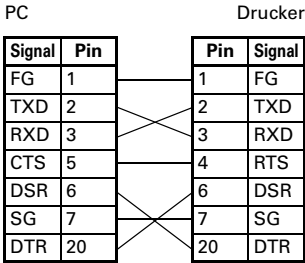 PC Drucker
Signal Pin Pin Signal
FG 1 1 FG
TXD 2 2 TXD
RXD 3 3 RXD
CTS 5 4 RTS
DSR 6 6 DSR
SG 7 7 SG
DTR 20 20 DTR